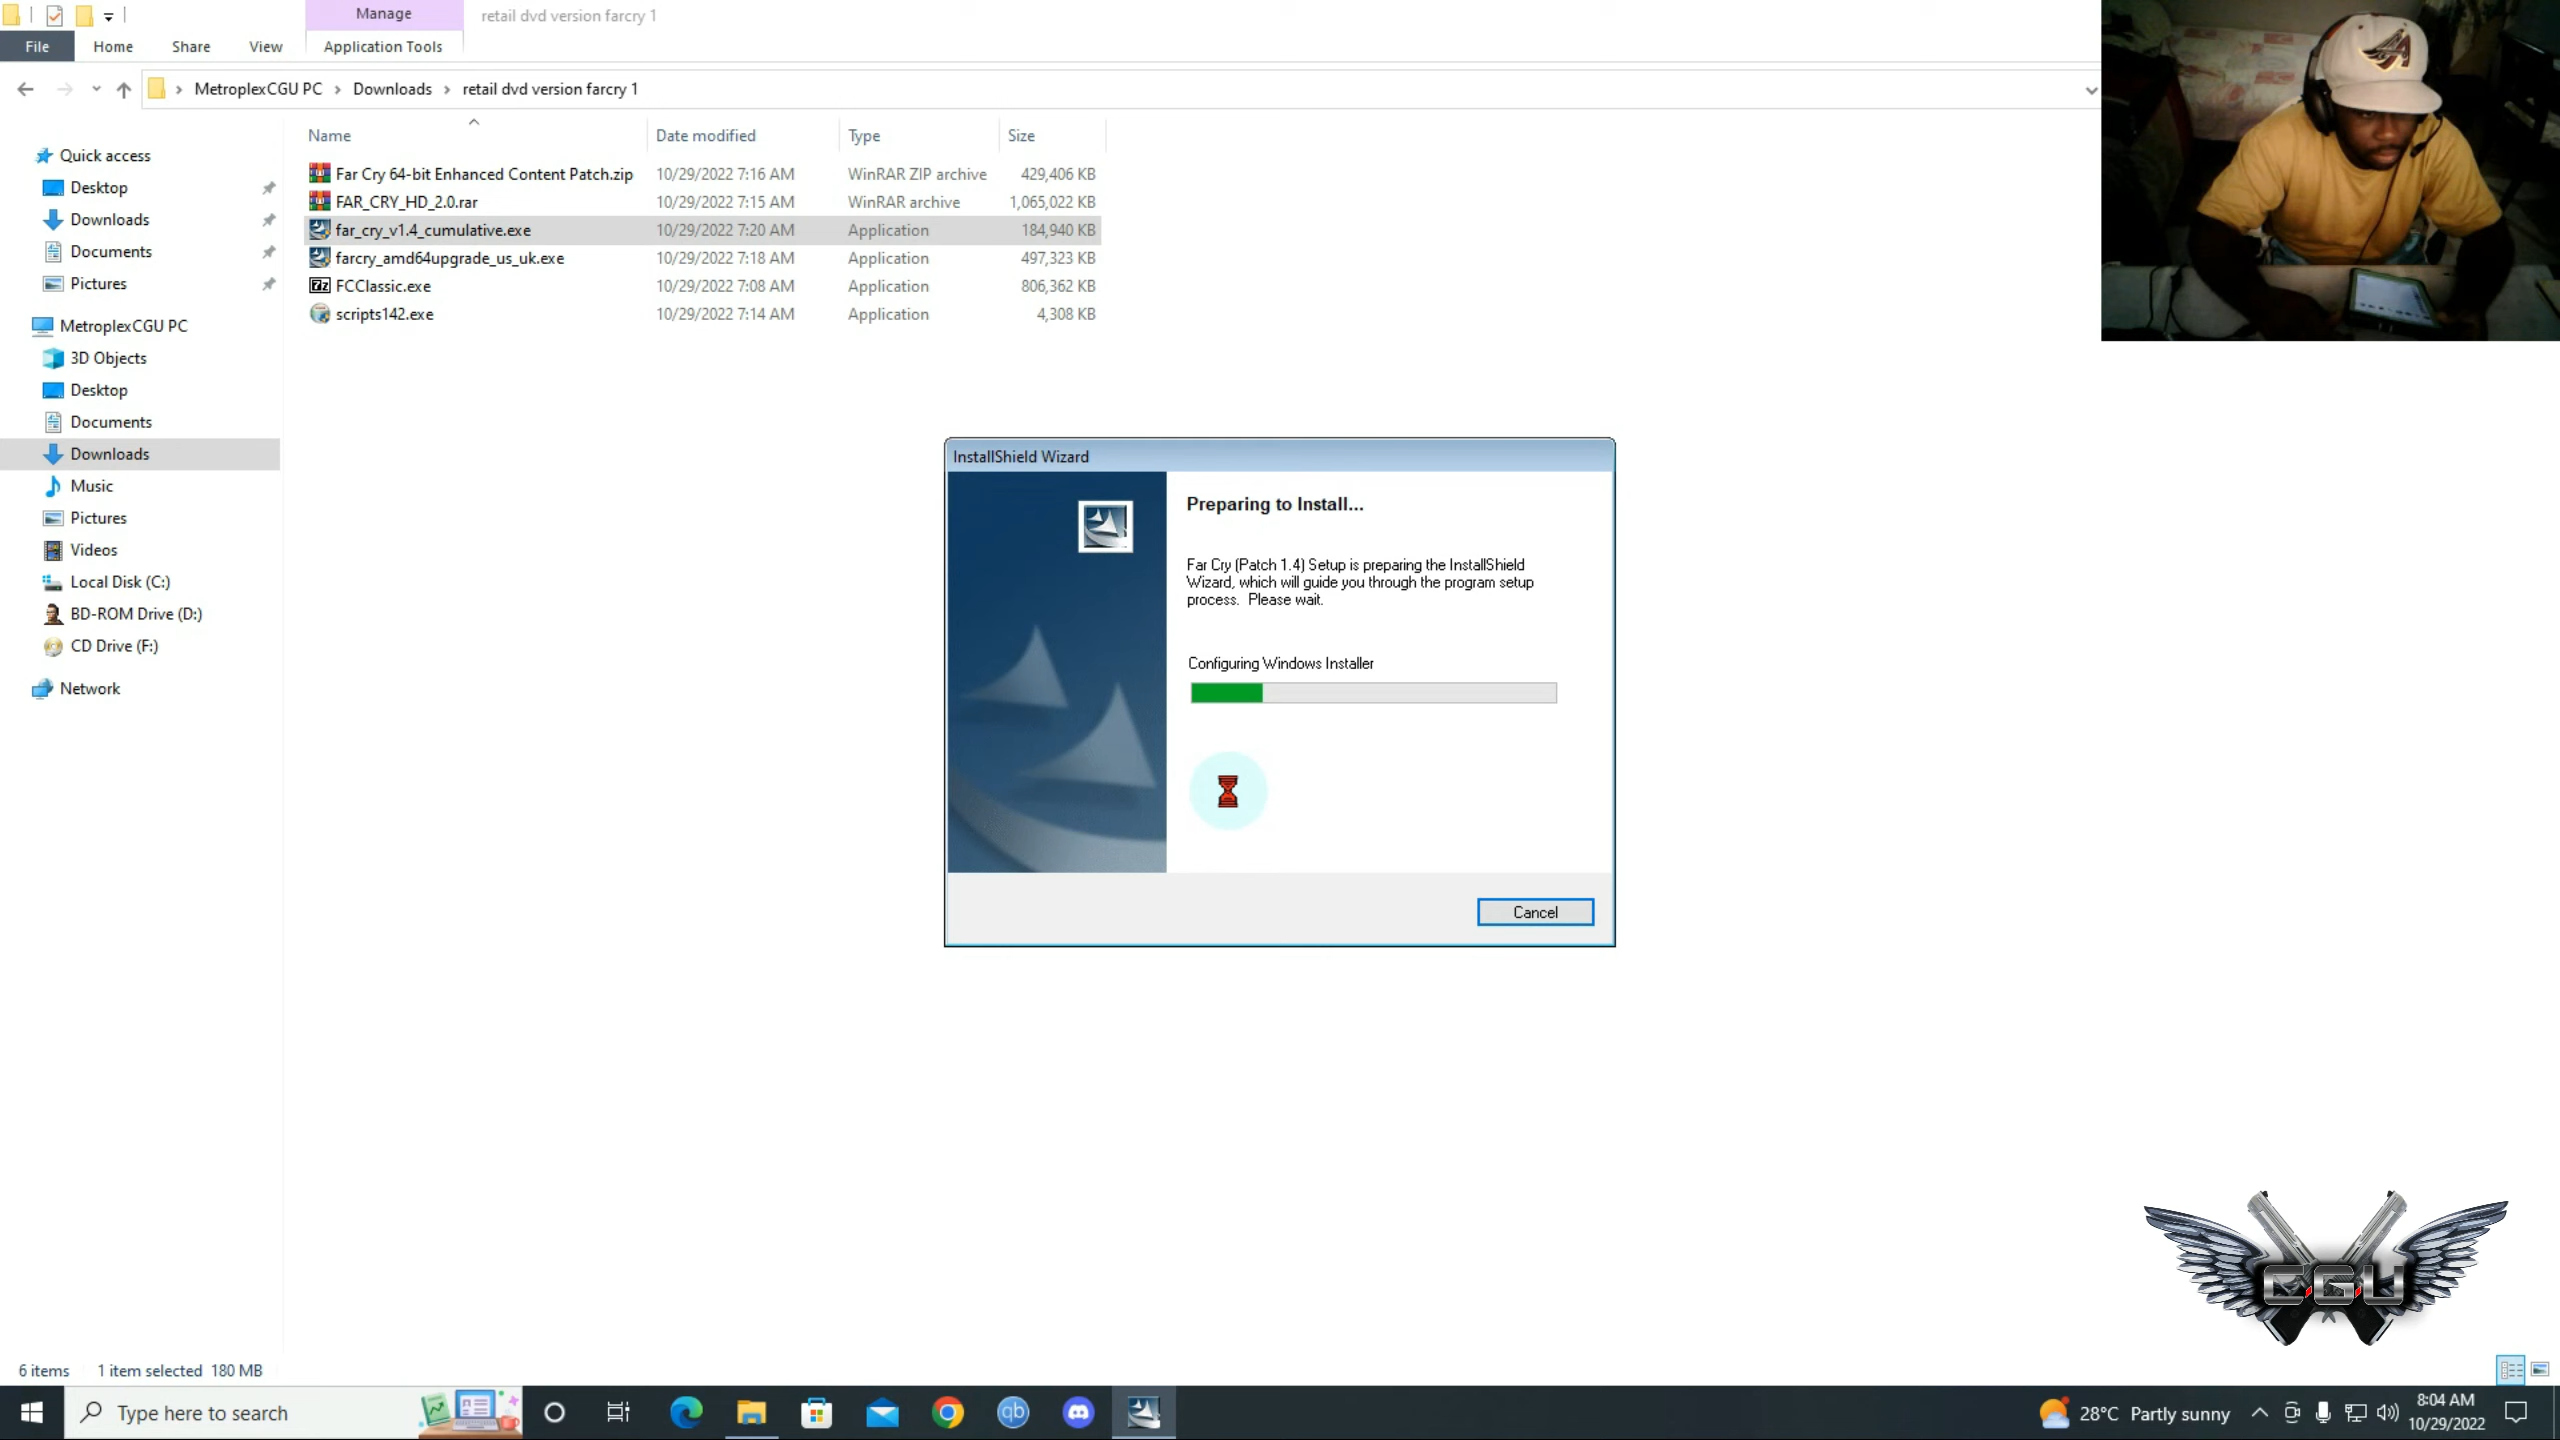 Manage
retail dvd version farcry 1
File
Home
Share
View
Application Tools
MetroplexCGU PC
Downloads
retail dvd version farcry 1
Name
Date modified
Type
Size
Far Cry 64-bit Enhanced Content Patch.zip 10/29/2022 7:16 AM WinRAR ZIP archive 429,406 KB
FAR_CRY_HD_2.0.rar 10/29/2022 7:15 AM WinRAR archive 1,065,022 KB
far_cry_v1.4_cumulative.exe 10/29/2022 7:20 AM Application 184,940 KB
farcry_amd64upgrade_us_uk.exe 10/29/2022 7:18 AM Application 497,323 KB
FCClassic.exe 10/29/2022 7:08 AM Application 806,362 KB
scripts142.exe 10/29/2022 7:14 AM Application 4,308 KB
Quick access
Desktop
Downloads
Documents
Pictures
MetroplexCGU PC
3D Objects
Desktop
Documents
Downloads
Music
Pictures
Videos
Local Disk (C:)
BD-ROM Drive (D:)
CD Drive (F:)
Network
InstallShield Wizard
Preparing to Install...
Far Cry (Patch 1.4) Setup is preparing the InstallShield
Wizard, which will guide you through the program setup
process. Please wait.
Configuring Windows Installer
Cancel
C.G.U
6 items
1 item selected 180 MB
Type here to search
qb
28°C Partly sunny
8:04 AM
10/29/2022